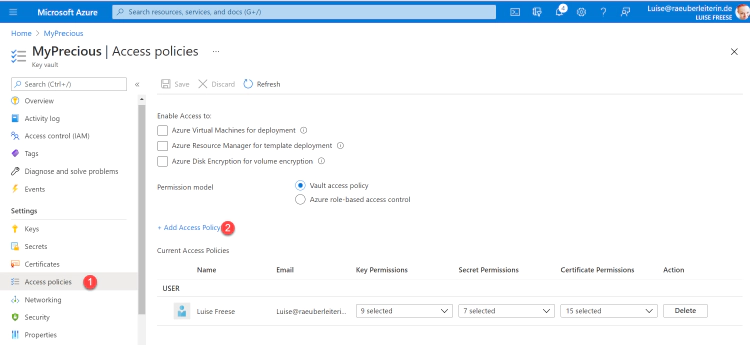 Microsoft Azure
Search resources, services, and docs (G+/)
4
Luise@raeuberleiterin.de
LUISE FREESE
Home > MyPrecious
MyPrecious | Access policies ...
Key vault
Search (Ctrl+/)
Overview
Activity log
Access control (IAM)
Tags
Diagnose and solve problems
Events
Settings
Keys
Secrets
Certificates
Access policies 1
Networking
Security
Properties
Save Discard Refresh
Enable Access to:
Azure Virtual Machines for deployment
Azure Resource Manager for template deployment
Azure Disk Encryption for volume encryption
Permission model
Vault access policy
Azure role-based access control
+ Add Access Policy 2
Current Access Policies
Name Email Key Permissions Secret Permissions Certificate Permissions Action
USER
Luise Freese Luise@raeuberleiteri... 9 selected 7 selected 15 selected Delete